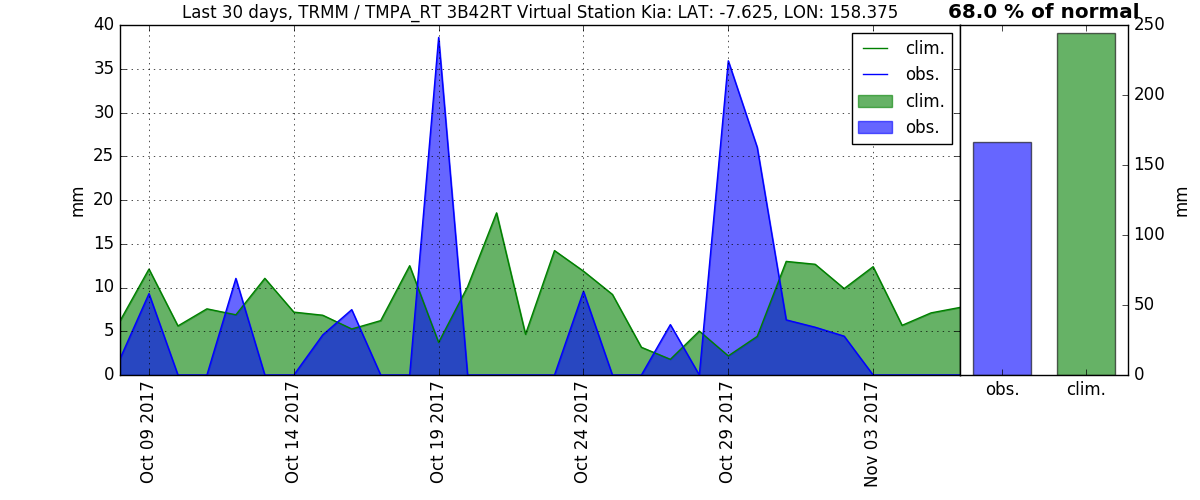 Last 30 days, TRMM / TMPA_RT 3B42RT Virtual Station Kia: LAT: -7.625, LON: 158.375
68.0 % of normal
40
35
30
25
20
15
10
5
0
mm
clim.
obs.
clim.
obs.
250
200
150
100
50
0
mm
obs.
clim.
Oct 09 2017
Oct 14 2017
Oct 19 2017
Oct 24 2017
Oct 29 2017
Nov 03 2017